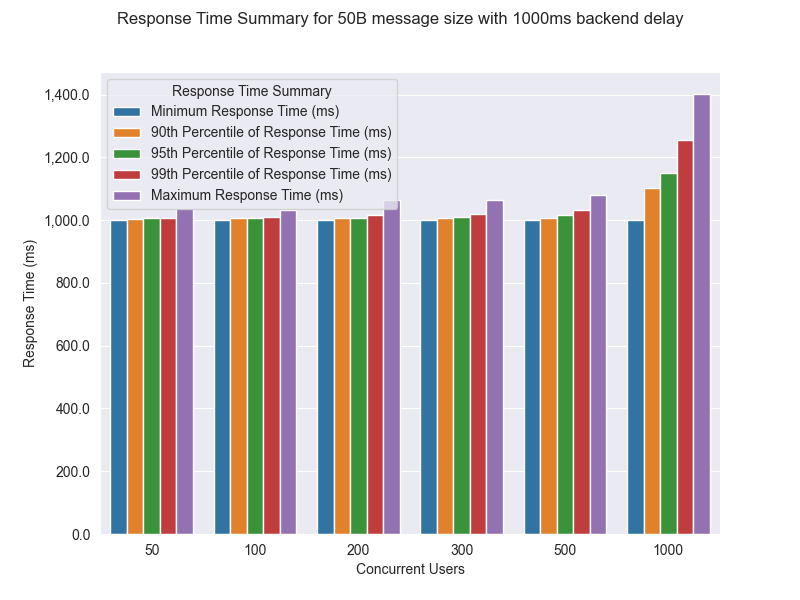 Response Time Summary for 50B message size with 1000ms backend delay
Response Time Summary
Minimum Response Time (ms)
90th Percentile of Response Time (ms)
95th Percentile of Response Time (ms)
99th Percentile of Response Time (ms)
Maximum Response Time (ms)
Response Time (ms)
1,400.0
1,200.0
1,000.0
800.0
600.0
400.0
200.0
0.0
50 100 200 300 500 1000
Concurrent Users